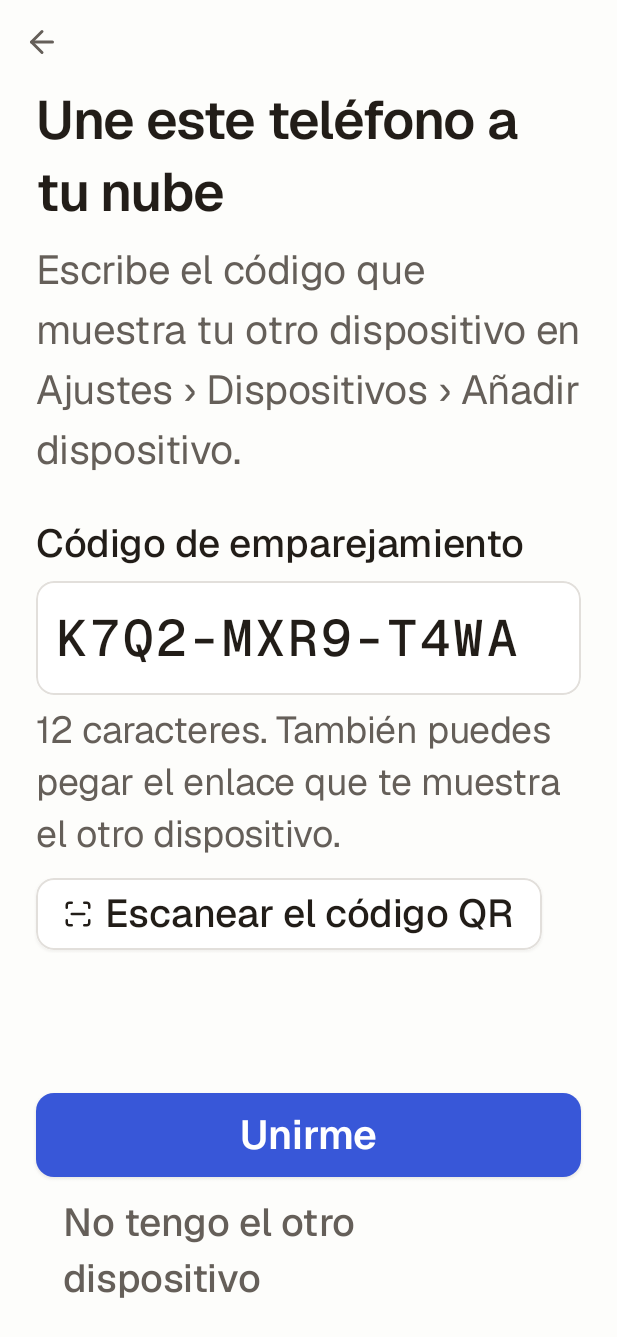 Une este teléfono a
tu nube
Escribe el código que
muestra tu otro dispositivo en
Ajustes › Dispositivos › Añadir
dispositivo.
Código de emparejamiento
K7Q2-MXR9-T4WA
12 caracteres. También puedes
pegar el enlace que te muestra
el otro dispositivo.
Escanear el código QR
Unirme
No tengo el otro
dispositivo